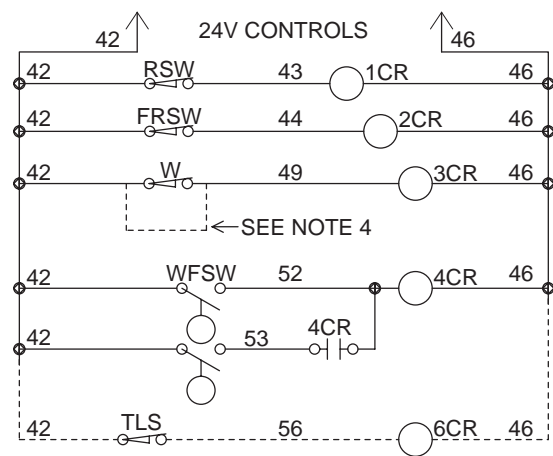 42 24V CONTROLS 46
42 RSW 43 1CR 46
42 FRSW 44 2CR 46
42 W 49 3CR 46
SEE NOTE 4
42 WFSW 52 4CR 46
42 53 4CR
42 TLS 56 6CR 46